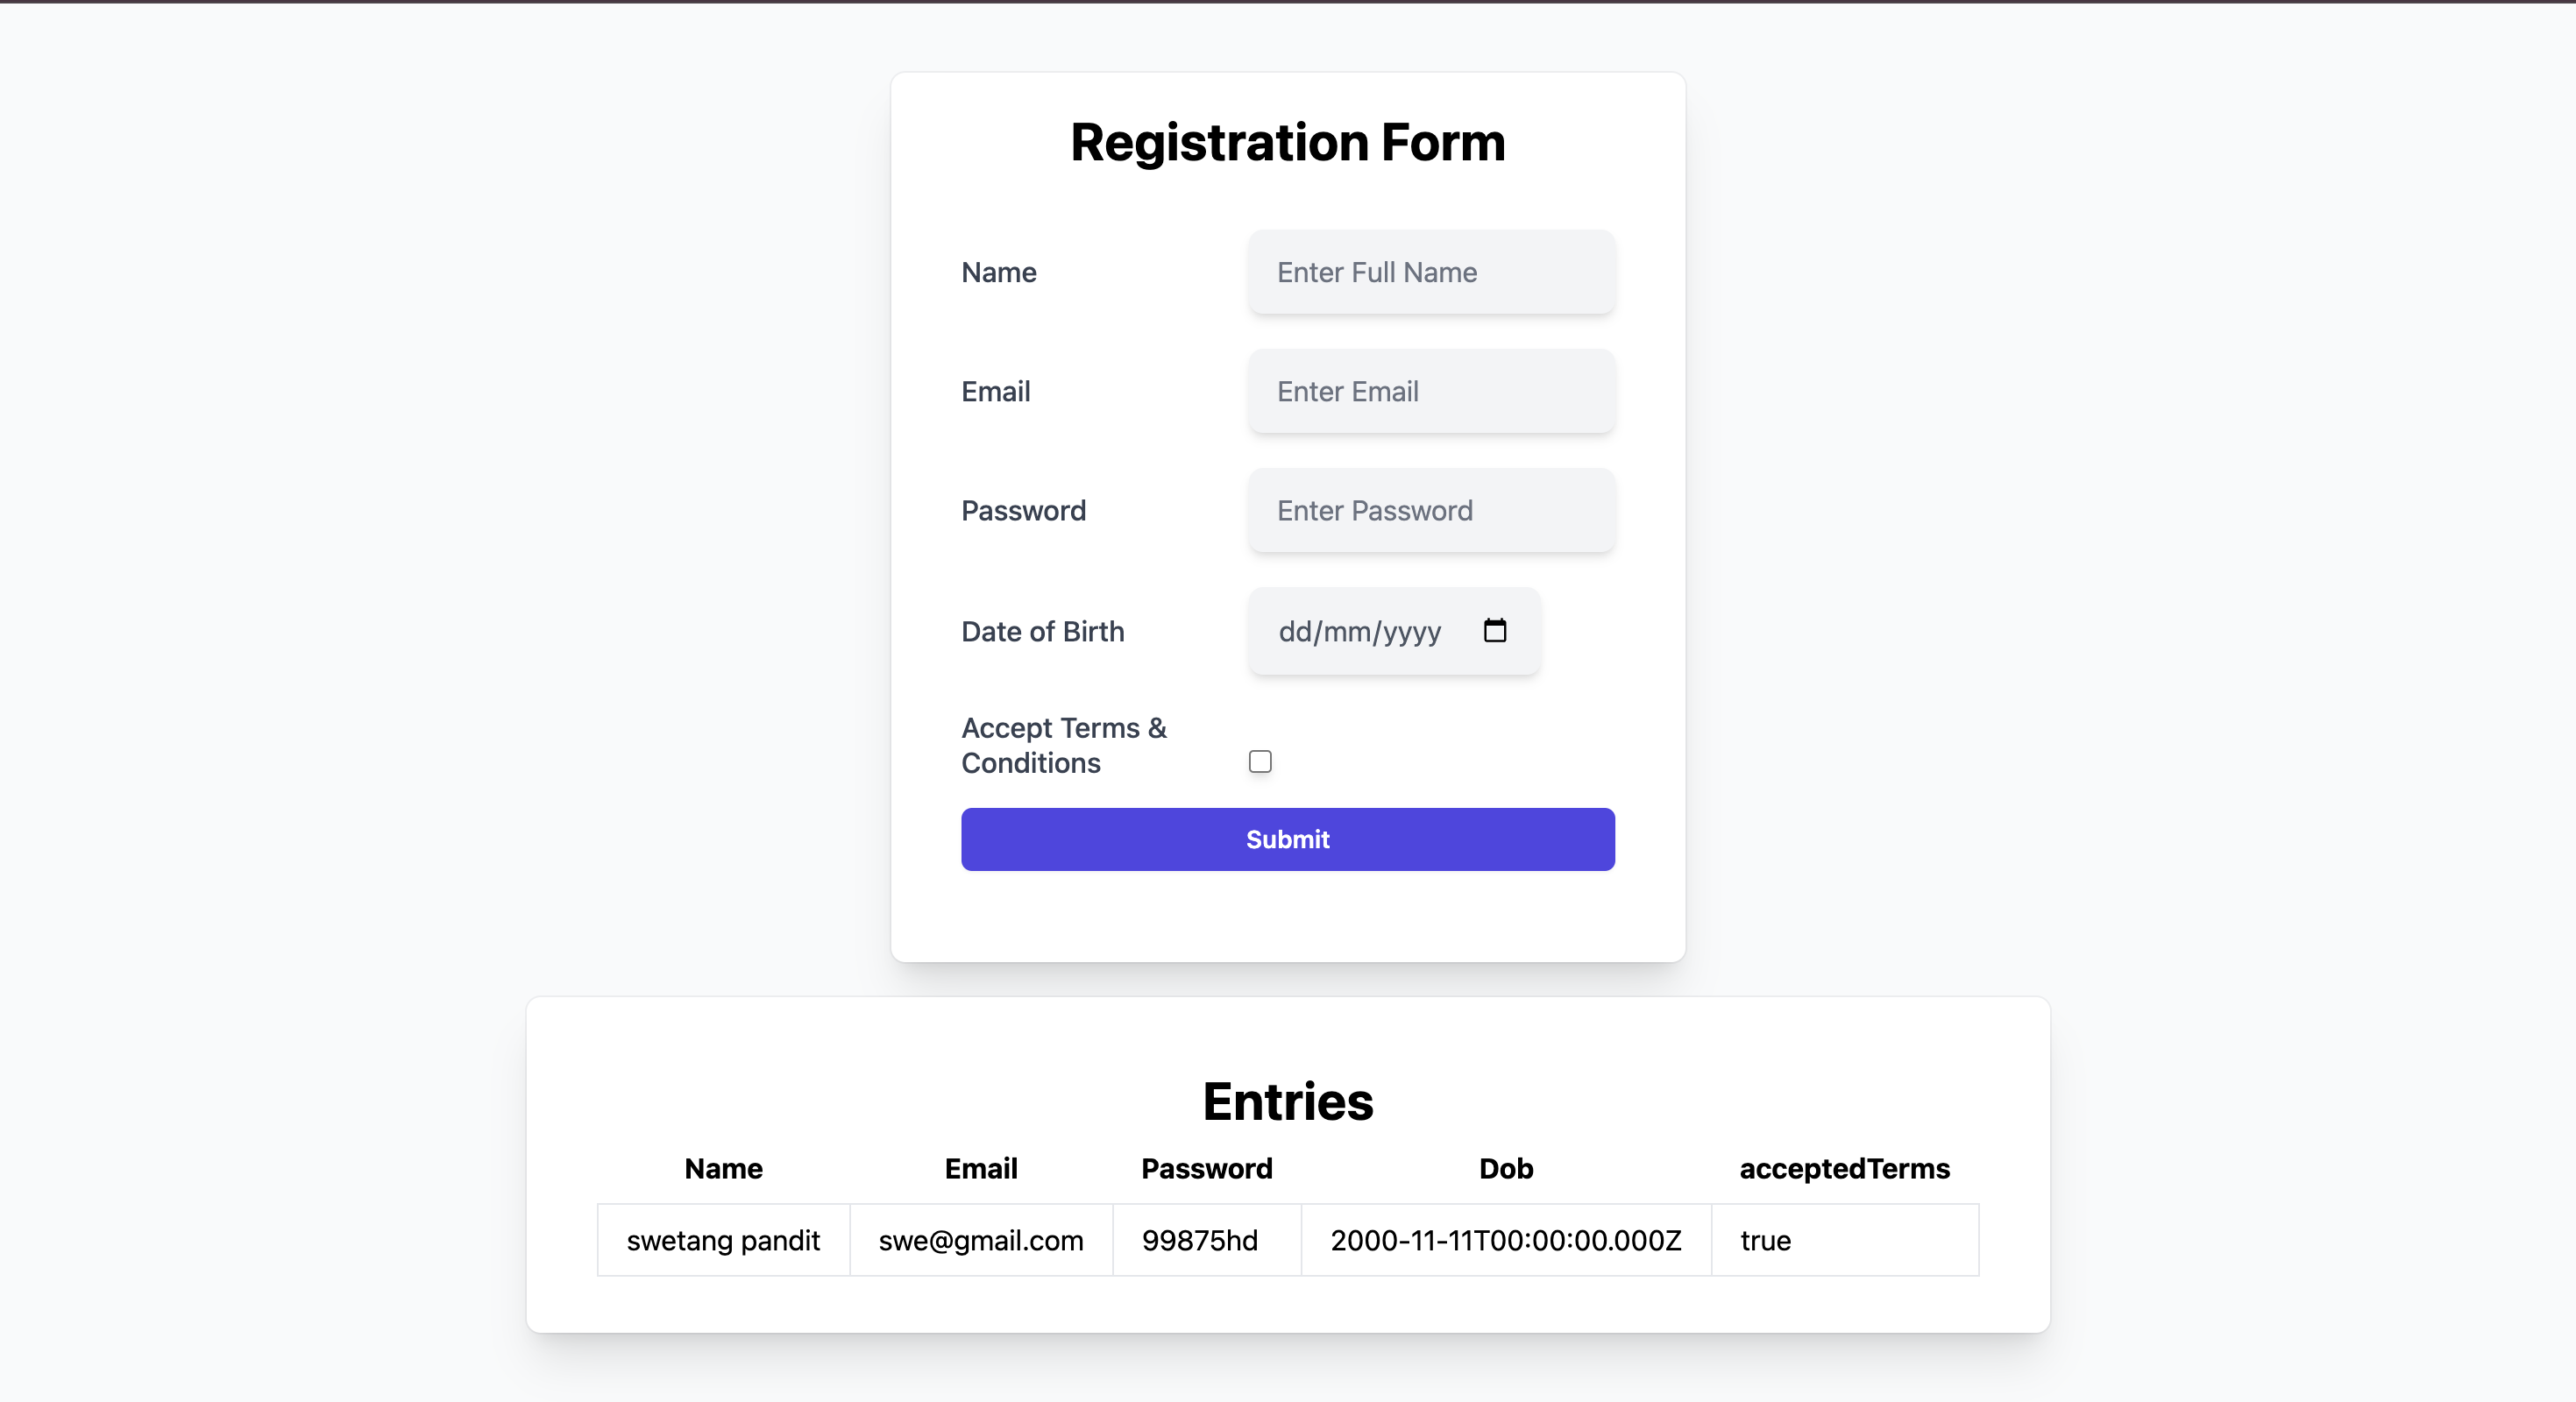 Registration Form
Name
Enter Full Name
Email
Enter Email
Password
Enter Password
Date of Birth
dd/mm/yyyy
Accept Terms &
Conditions
Submit
Entries
Name Email Password Dob acceptedTerms
swetang pandit swe@gmail.com 99875hd 2000-11-11T00:00:00.000Z true